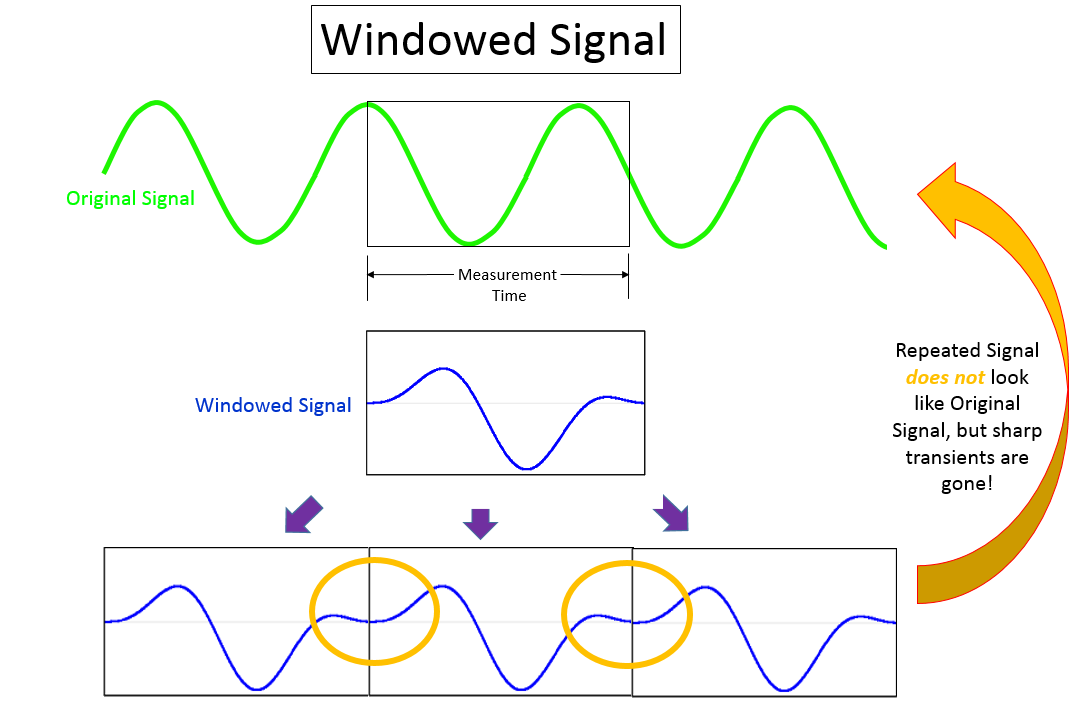 Windowed Signal
Original Signal
Measurement
Time
Windowed Signal
Repeated Signal
does not look
like Original
Signal, but sharp
transients are
gone!